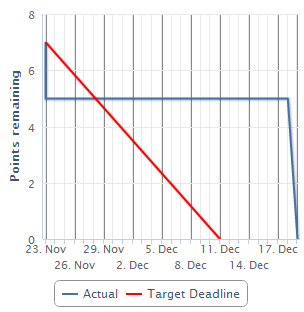 Points remaining
8
6
4
2
0
23. Nov 29. Nov 5. Dec 11. Dec 17. Dec
26. Nov 2. Dec 8. Dec 14. Dec
Actual Target Deadline